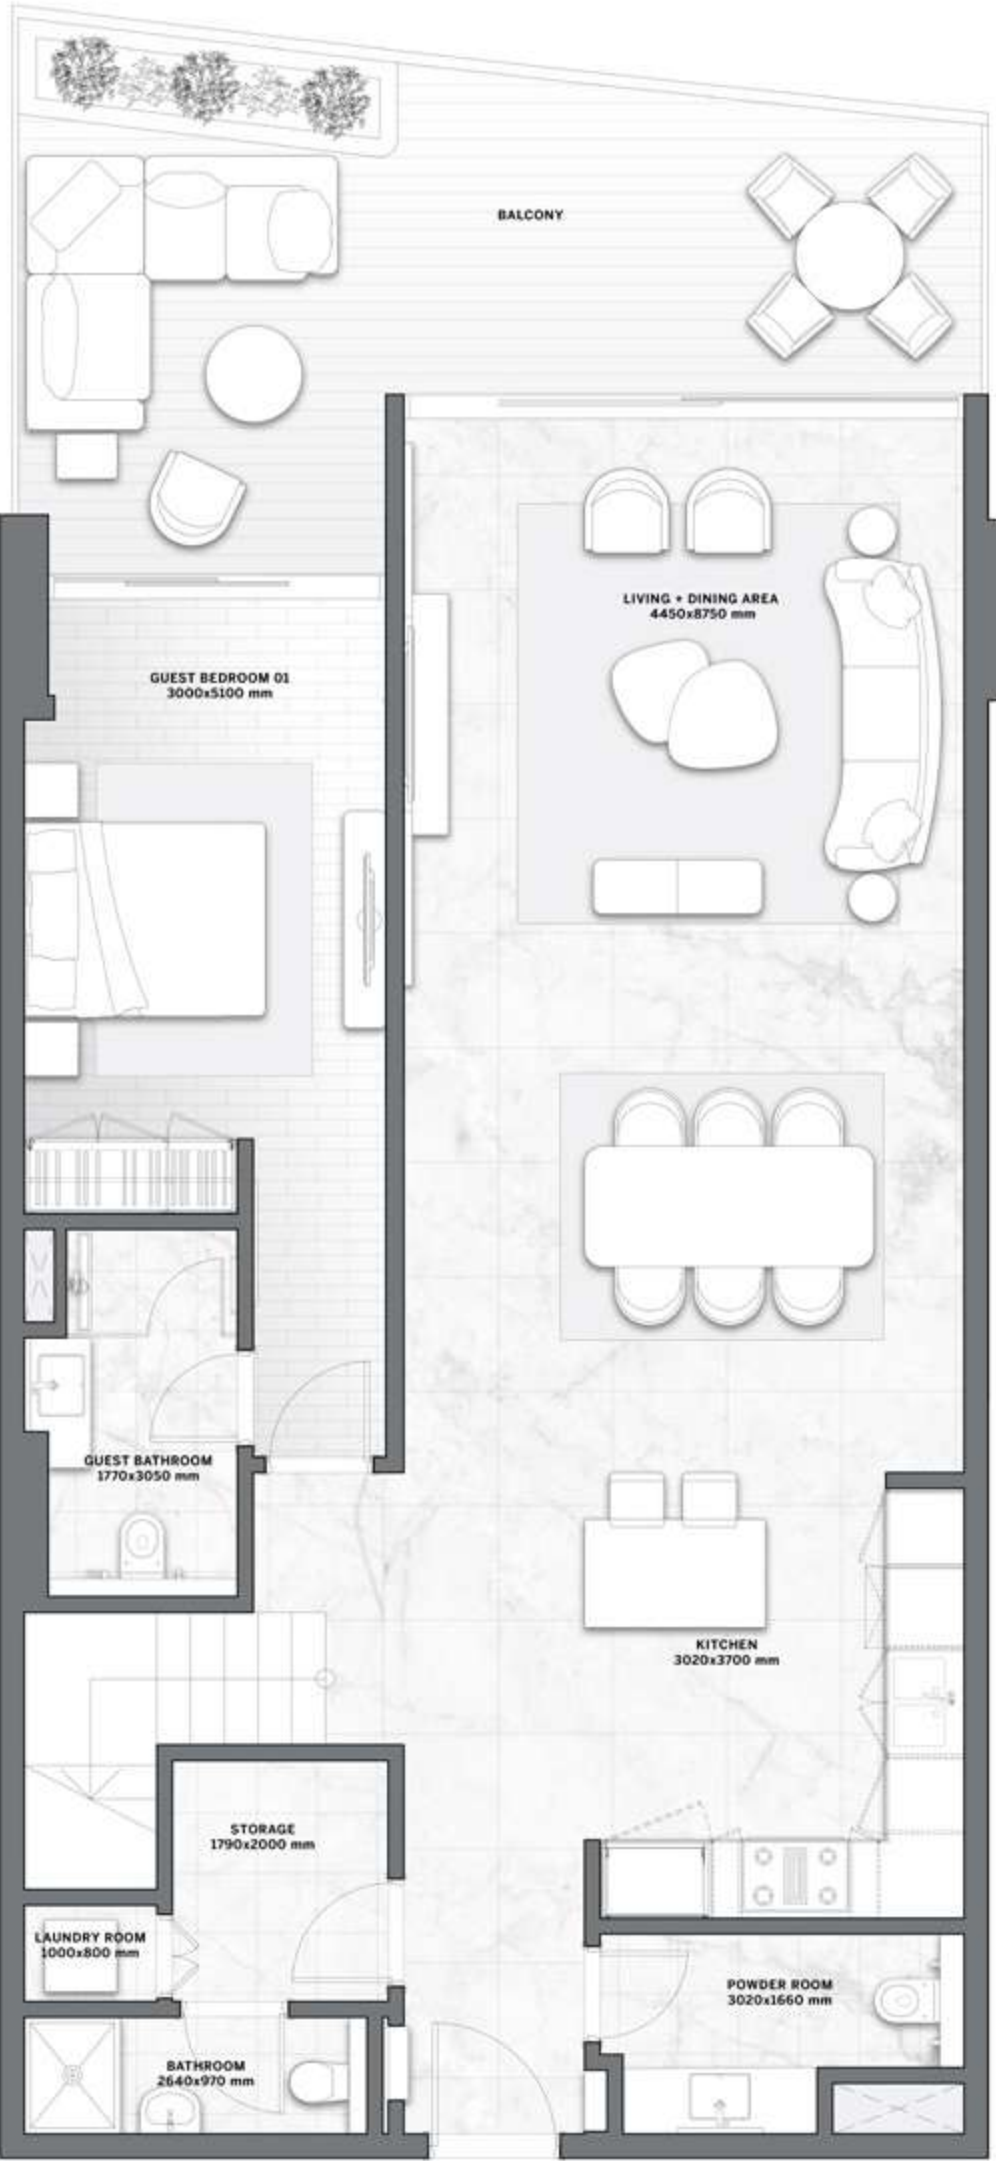 BALCONY
LIVING + DINING AREA
4450x8750 mm
GUEST BEDROOM 01
3000x5100 mm
GUEST BATHROOM
1770x3050 mm
KITCHEN
3020x3700 mm
STORAGE
1790x2000 mm
LAUNDRY ROOM
1000x800 mm
POWDER ROOM
3020x1660 mm
BATHROOM
2640x970 mm